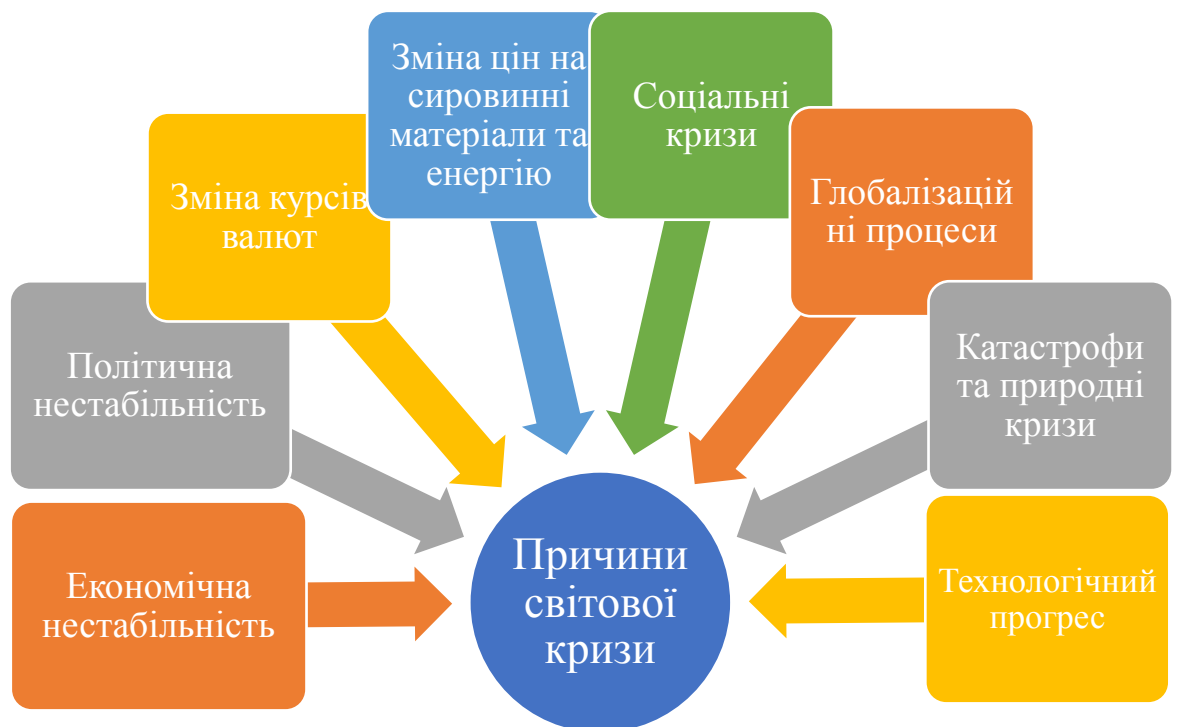 Зміна цін на
сировинні
матеріали та
енергію
Соціальні
кризи
Зміна курсів
валют
Глобалізацій
ні процеси
Політична
нестабільність
Катастрофи
та природні
кризи
Економічна
нестабільність
Причини
світової
кризи
Технологічний
прогрес